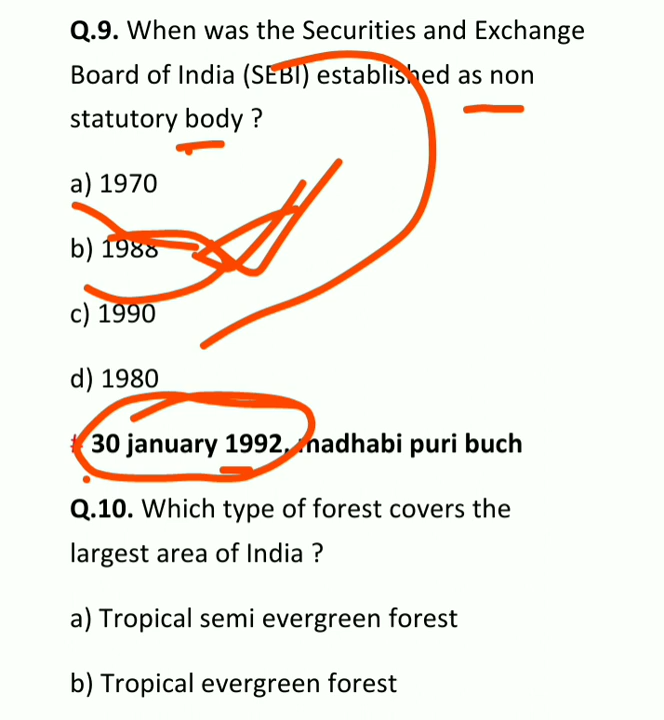 Q.9. When was the Securities and Exchange
Board of India (SEBI) established as non
statutory body ?
a) 1970
b) 1988
c) 1990
d) 1980
# 30 january 1992, madhabi puri buch
Q.10. Which type of forest covers the
largest area of India ?
a) Tropical semi evergreen forest
b) Tropical evergreen forest